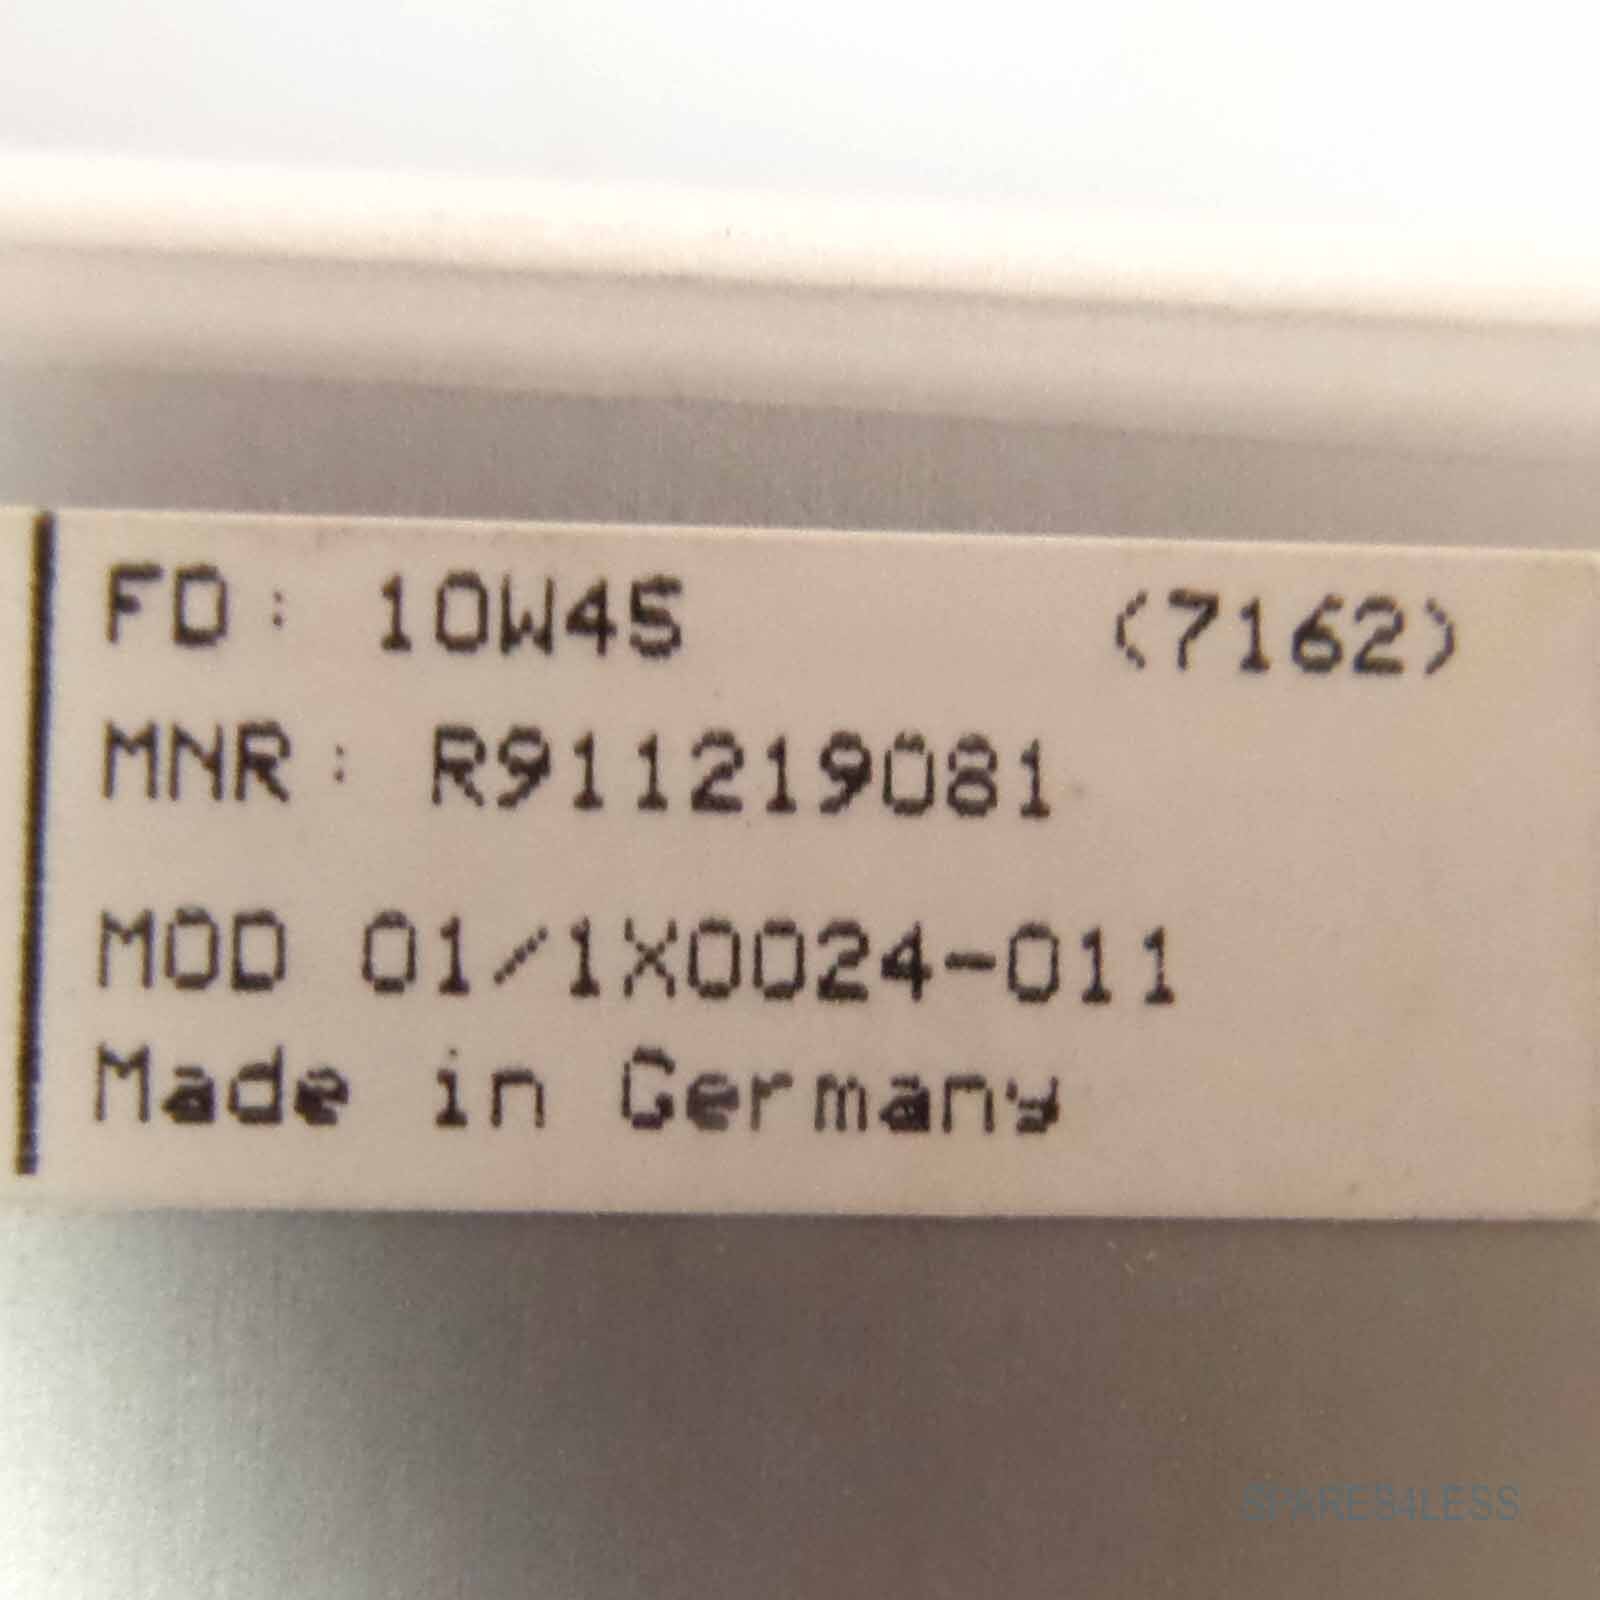 FD: 10W45 (7162)
MNR: R911219081
MOD 01/1X0024-011
Made in Germany
SPARES4LESS